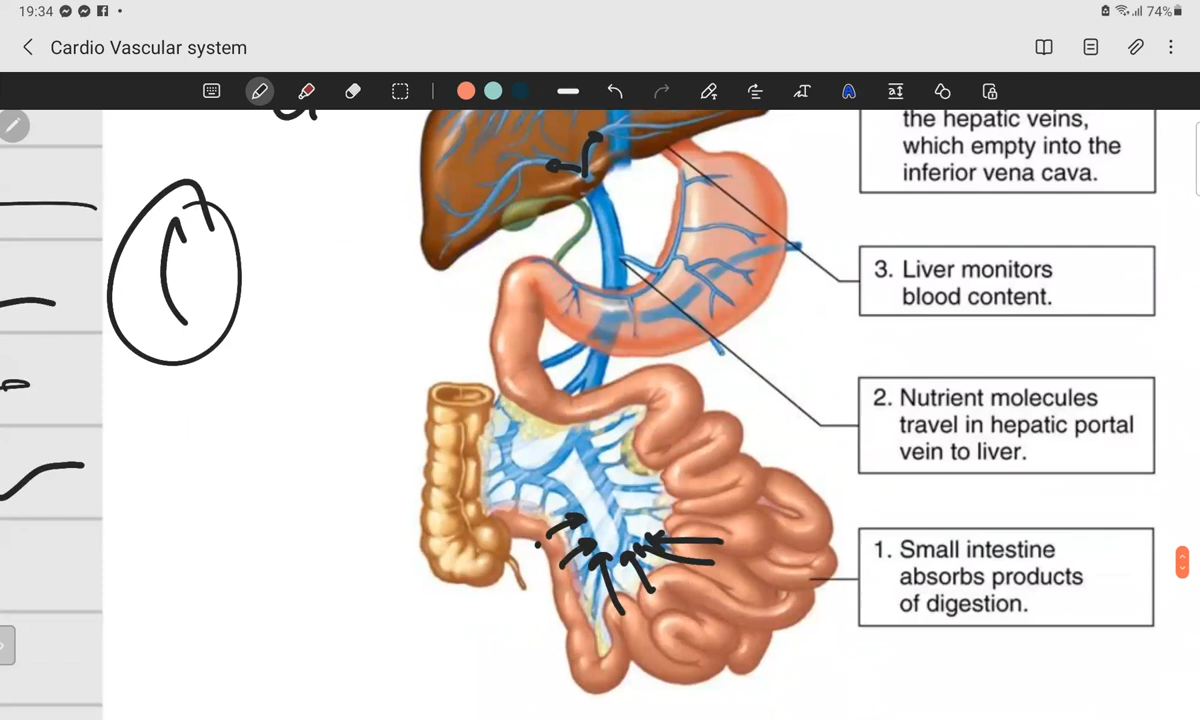 19:34
74%
Cardio Vascular system
the hepatic veins,
which empty into the
inferior vena cava.
3. Liver monitors
blood content.
2. Nutrient molecules
travel in hepatic portal
vein to liver.
1. Small intestine
absorbs products
of digestion.